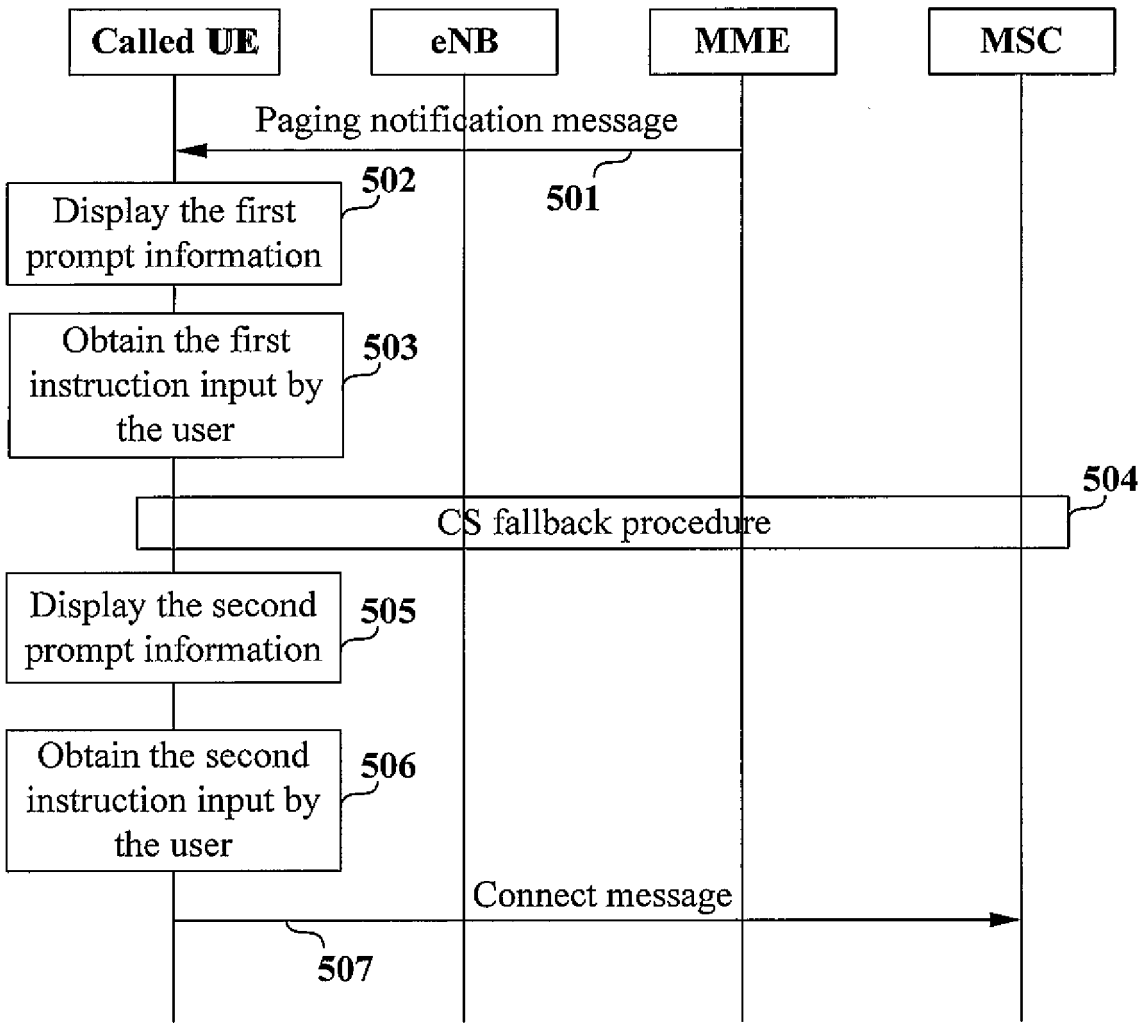 Called UE
eNB
MME
MSC
Paging notification message
501
502
Display the first
prompt information
Obtain the first
instruction input by
the user
503
504
CS fallback procedure
Display the second
prompt information
505
Obtain the second
instruction input by
the user
506
Connect message
507